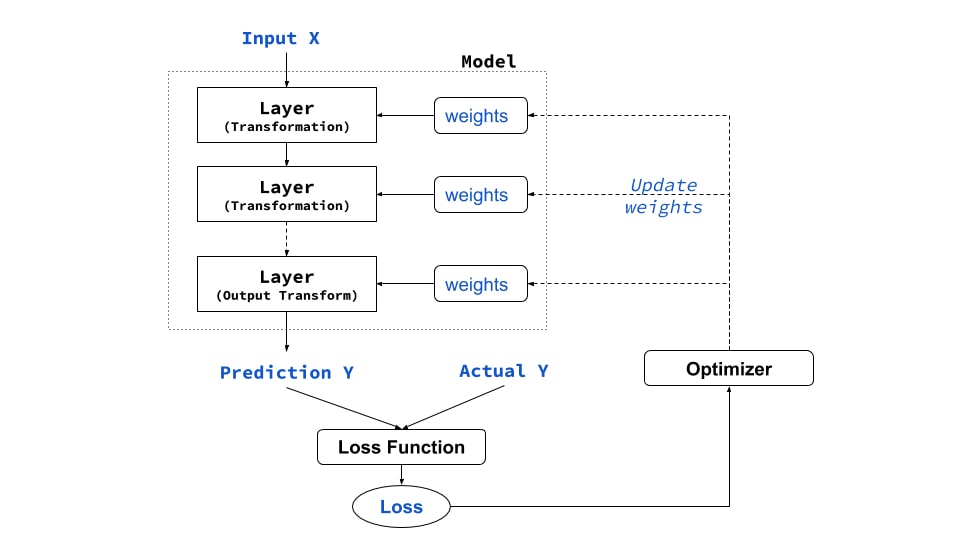 Input X
Model
Layer
(Transformation)
weights
Layer
(Transformation)
weights
Update
weights
Layer
(Output Transform)
weights
Prediction Y
Actual Y
Optimizer
Loss Function
Loss